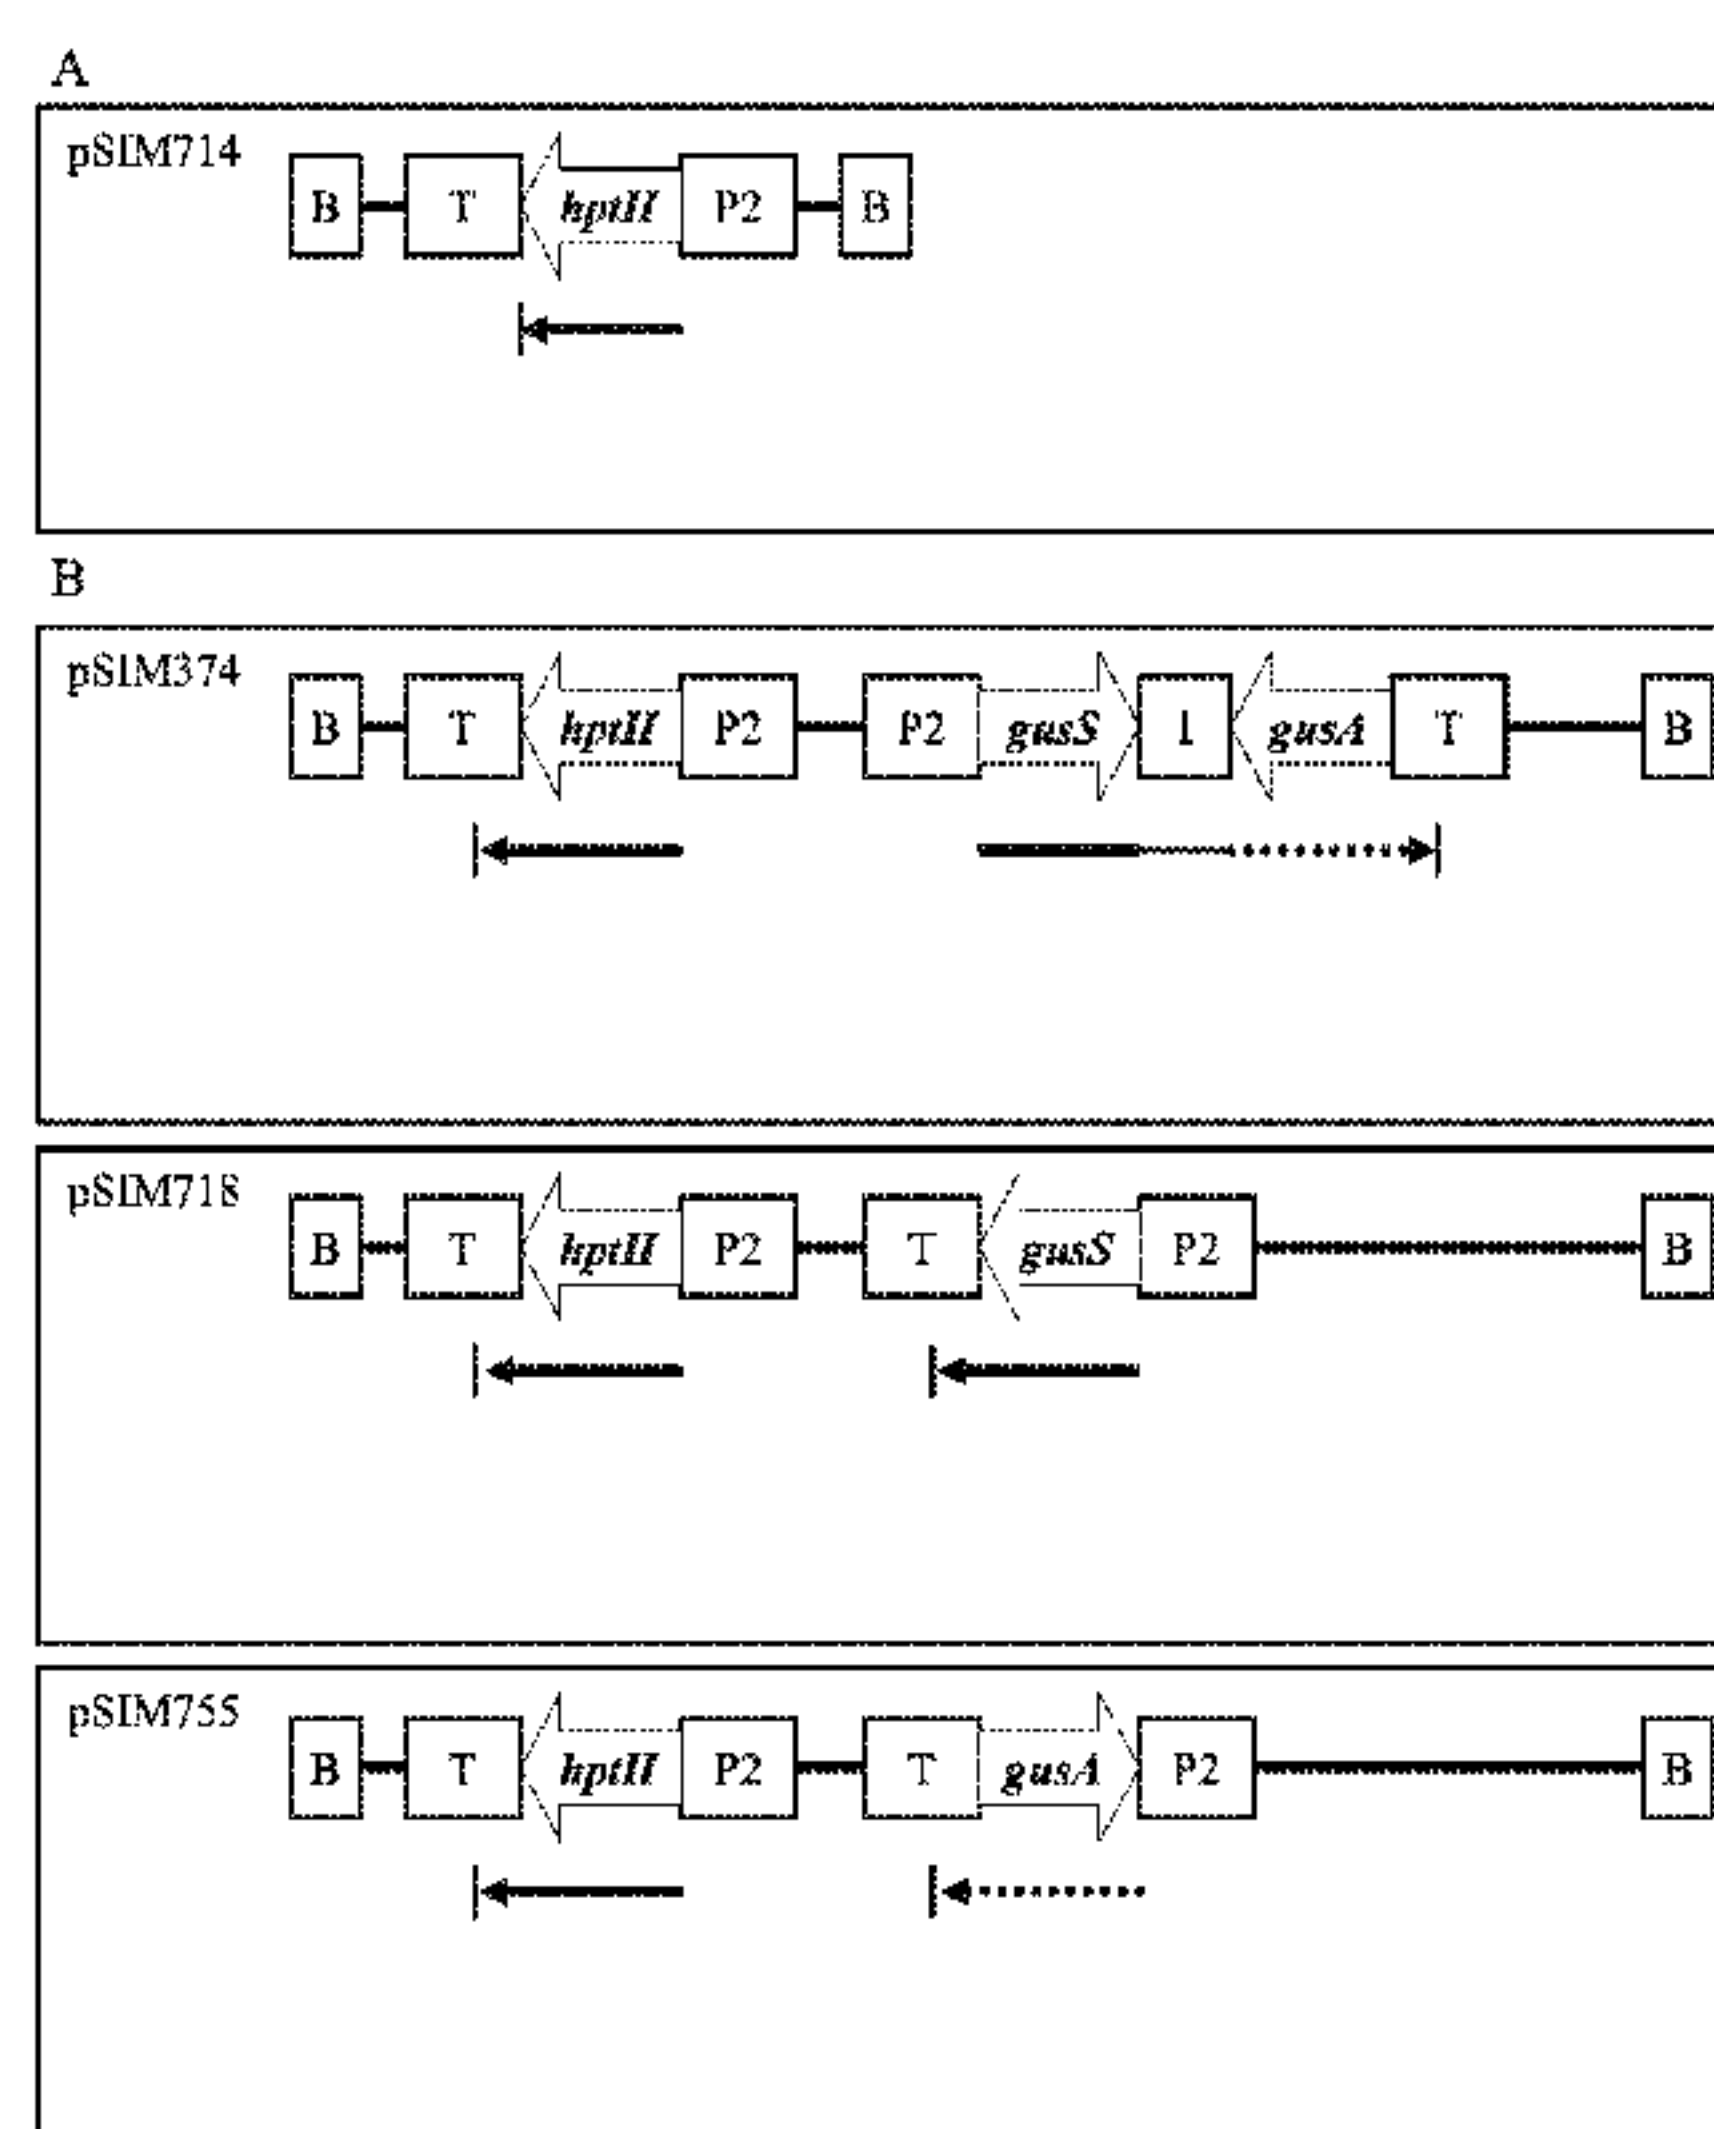 A
pSIM714
B T hptII P2 B
B
pSIM374
B T hptII P2 P2 gusS I gusA T B
pSIM718
B T hptII P2 T gusS P2 B
pSIM755
B T hptII P2 T gusA P2 B